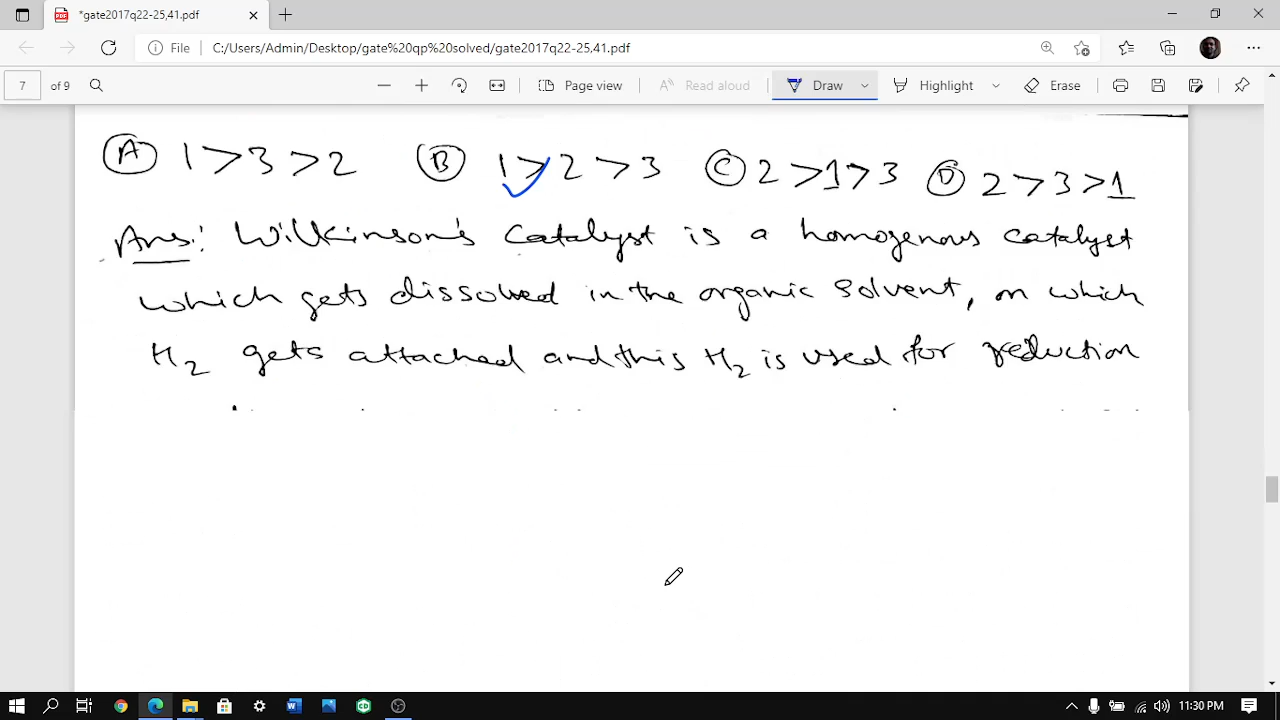 *gate2017q22-25,41.pdf
File C:/Users/Admin/Desktop/gate%20qp%20solved/gate2017q22-25,41.pdf
7 of 9 Page view Read aloud Draw Highlight Erase
A 1 > 3 > 2 B 1 > 2 > 3 C 2 > 1 > 3 D 2 > 3 > 1
Ans: Wilkinson's catalyst is a homogenous catalyst
which gets dissolved in the organic solvent, on which
H2 gets attached and this H2 is used for reduction
11:30 PM